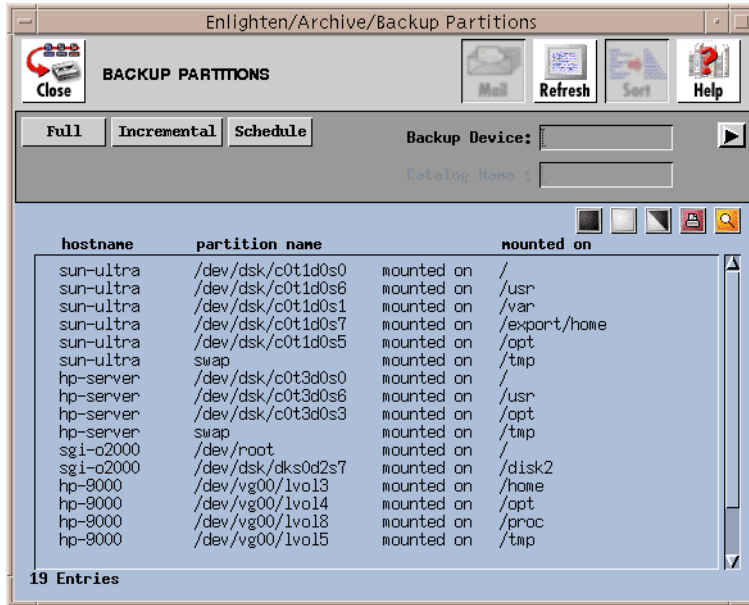 Enlighten/Archive/Backup Partitions
Close
BACKUP PARTITIONS
Mail
Refresh
Sort
Help
Full
Incremental
Schedule
Backup Device:
Catalog Name :
hostname partition name mounted on
sun-ultra /dev/dsk/c0t1d0s0 mounted on /
sun-ultra /dev/dsk/c0t1d0s6 mounted on /usr
sun-ultra /dev/dsk/c0t1d0s1 mounted on /var
sun-ultra /dev/dsk/c0t1d0s7 mounted on /export/home
sun-ultra /dev/dsk/c0t1d0s5 mounted on /opt
sun-ultra swap mounted on /tmp
hp-server /dev/dsk/c0t3d0s0 mounted on /
hp-server /dev/dsk/c0t3d0s6 mounted on /usr
hp-server /dev/dsk/c0t3d0s3 mounted on /opt
hp-server swap mounted on /tmp
sgi-o2000 /dev/root mounted on /
sgi-o2000 /dev/dsk/dks0d2s7 mounted on /disk2
hp-9000 /dev/vg00/lvol3 mounted on /home
hp-9000 /dev/vg00/lvol4 mounted on /opt
hp-9000 /dev/vg00/lvol8 mounted on /proc
hp-9000 /dev/vg00/lvol5 mounted on /tmp
19 Entries